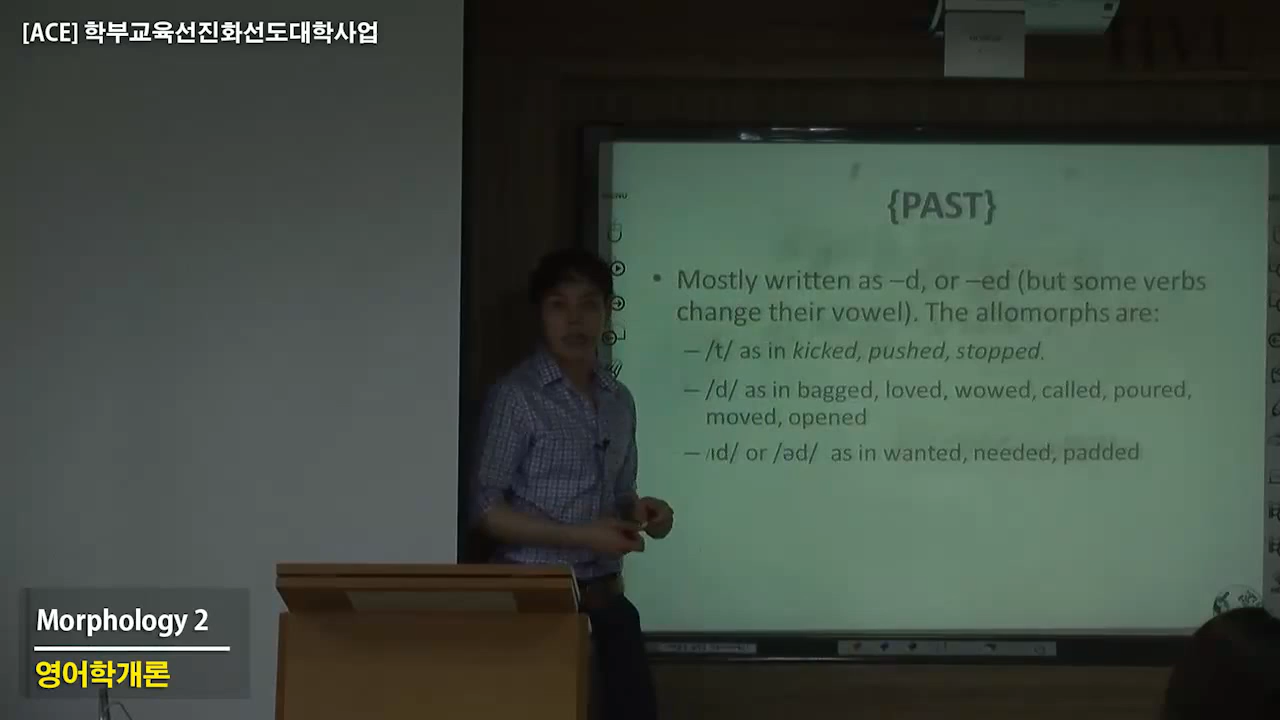 [ACE] 학부교육선진화선도대학사업
MENU
{PAST}
• Mostly written as –d, or –ed (but some verbs
change their vowel). The allomorphs are:
– /t/ as in kicked, pushed, stopped.
– /d/ as in bagged, loved, wowed, called, poured,
moved, opened
– /ɪd/ or /əd/ as in wanted, needed, padded
Morphology 2
영어학개론